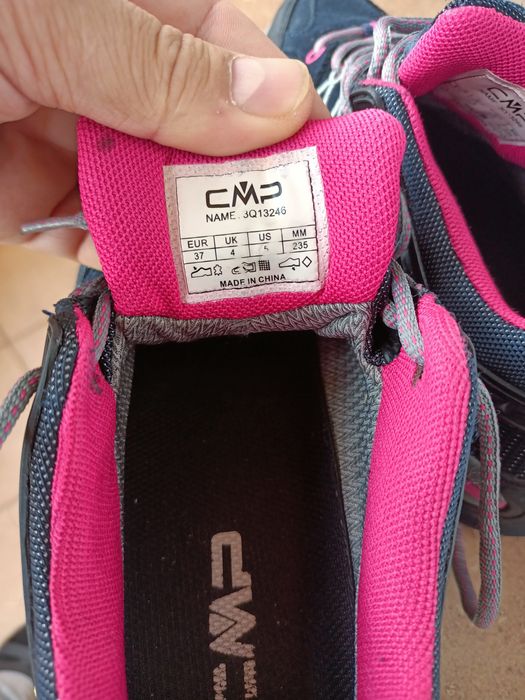 CMP
NAME: 3Q13246
EUR UK US MM
37 4 5 235
MADE IN CHINA
CMP